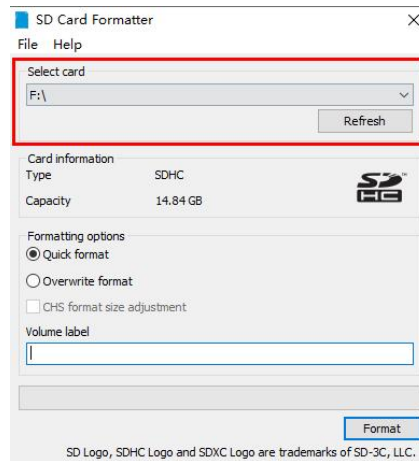 SD Card Formatter
File Help
Select card
F:\
Refresh
Card information
Type SDHC
Capacity 14.84 GB
SD
HC
Formatting options
Quick format
Overwrite format
CHS format size adjustment
Volume label
Format
SD Logo, SDHC Logo and SDXC Logo are trademarks of SD-3C, LLC.